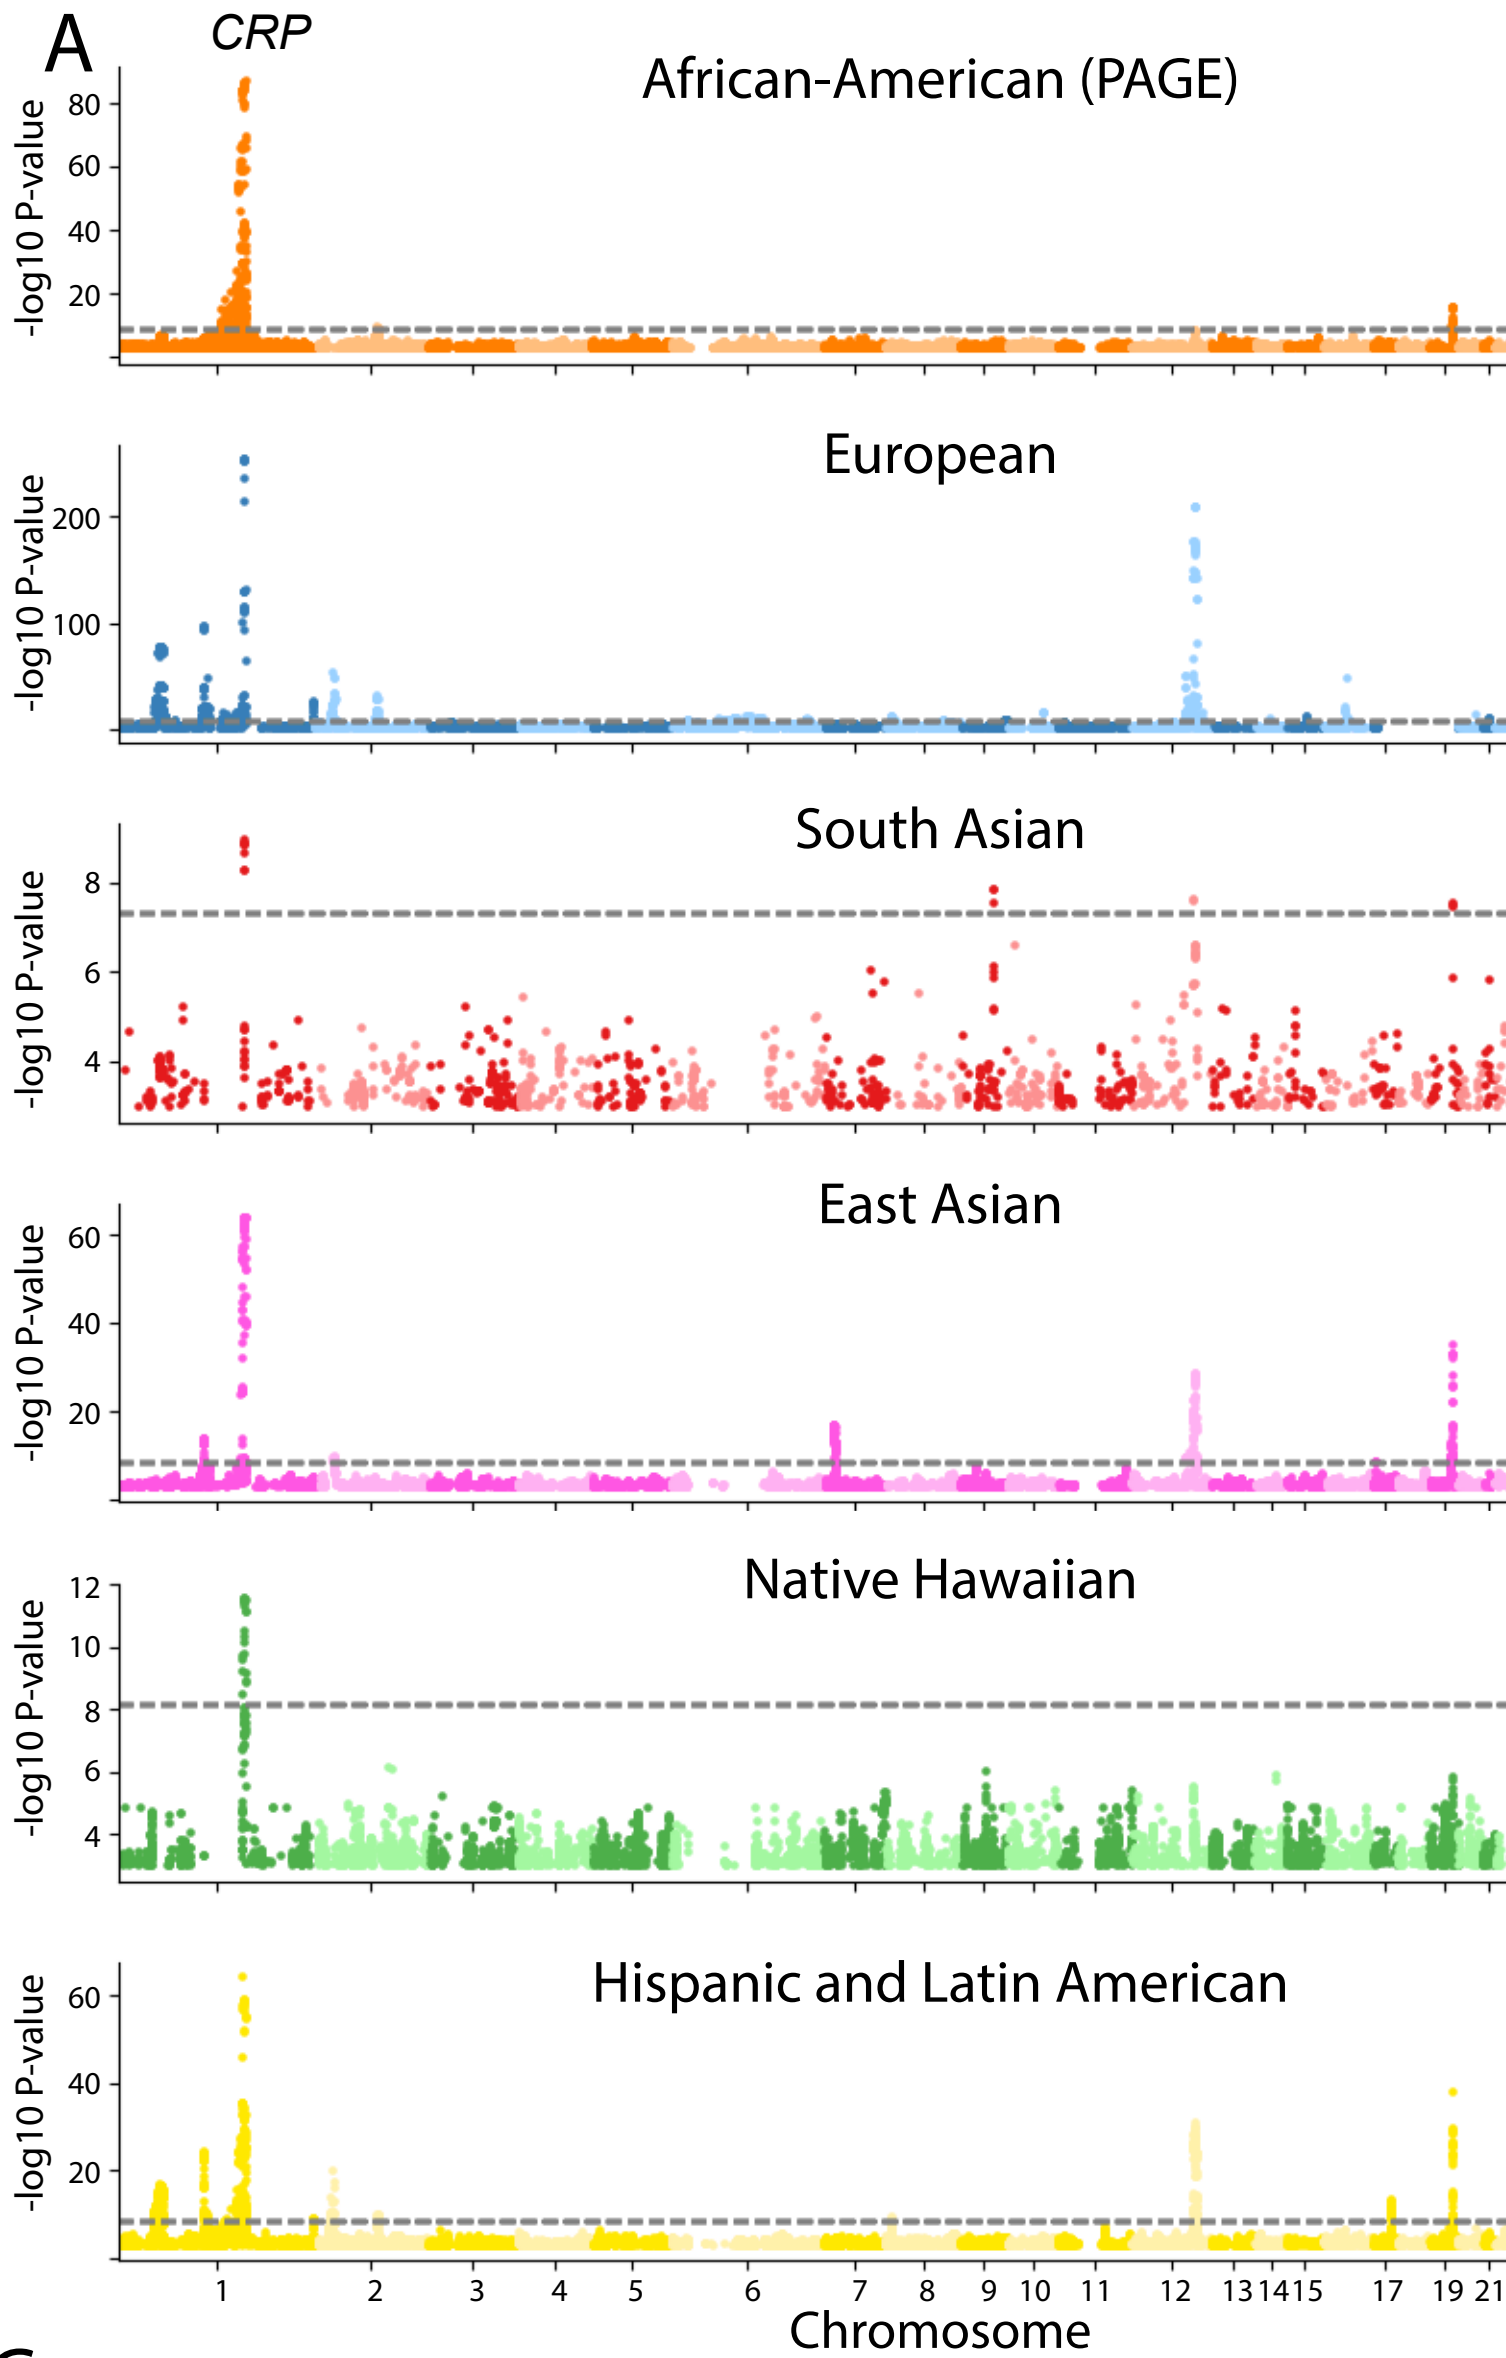 A
CRP
African-American (PAGE)
-log10 P-value
80
60
40
20
European
-log10 P-value
200
100
South Asian
-log10 P-value
8
6
4
East Asian
-log10 P-value
60
40
20
Native Hawaiian
-log10 P-value
12
10
8
6
4
Hispanic and Latin American
-log10 P-value
60
40
20
1 2 3 4 5 6 7 8 9 10 11 12 13 14 15 17 19 21
Chromosome